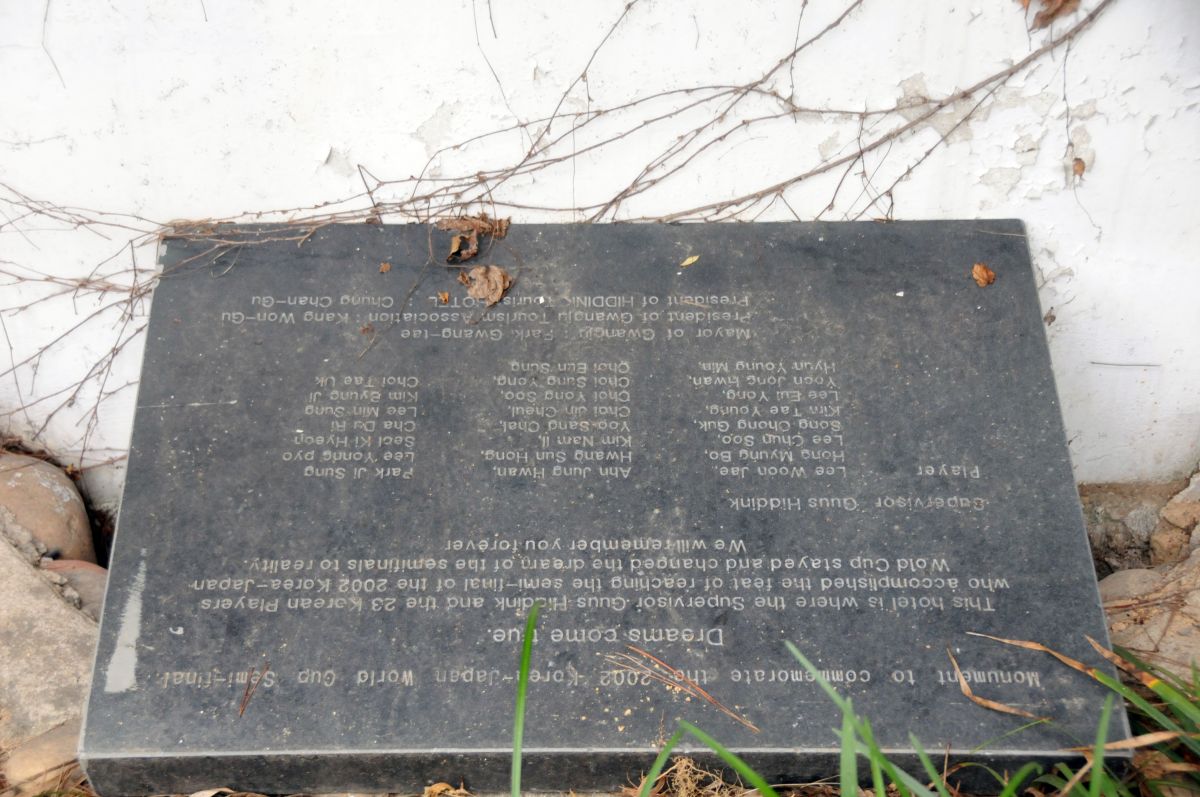 Monument to commemorate the 2002 Korea-Japan World Cup Semi-final.
Dreams come true.
This hotel is where the Supervisor Guus Hiddink and the 23 Korean Players
who accomplished the feat of reaching the semi-final of the 2002 Korea-Japan
Wold Cup stayed and changed the dream of the semifinals to reality.
We will remember you forever
Supervisor Guus Hiddink
Player Lee Woon Jae, Ahn Jung Hwan, Park Ji Sung
Hong Myung Bo, Hwang Sun Hong, Lee Yonng pyo
Lee Chun Soo, Kim Nam Il, Seol Ki Hyeon
Song Chong Guk, Yoo Sang Chal, Cha Du Ri
Kim Tae Young, Choi Jin Cheul, Lee Min Sung
Lee Eul Yong, Choi Yong Soo, Kim Byung Ji
Yoon Jong Hwan, Choi Sung Yong, Choi Tae Uk
Hyun Young Min, Choi Eun Sung
Mayor of Gwangju : Park Gwang-tae
President of Gwangju Tourism Association : Kang Won-Gu
President of HIDDINK Tourist HOTEL : Chung Chan-Gu